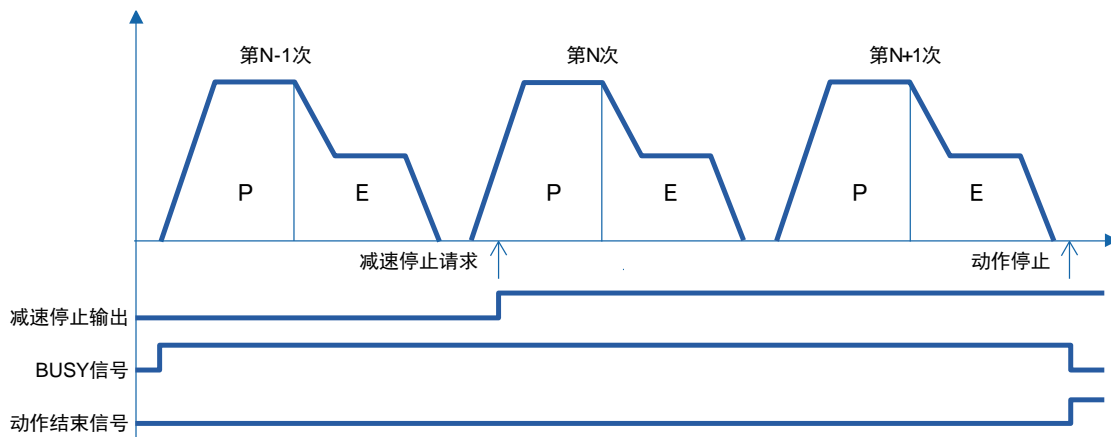 第N-1次
第N次
第N+1次
P
E
P
E
P
E
减速停止请求
动作停止
减速停止输出
BUSY信号
动作结束信号